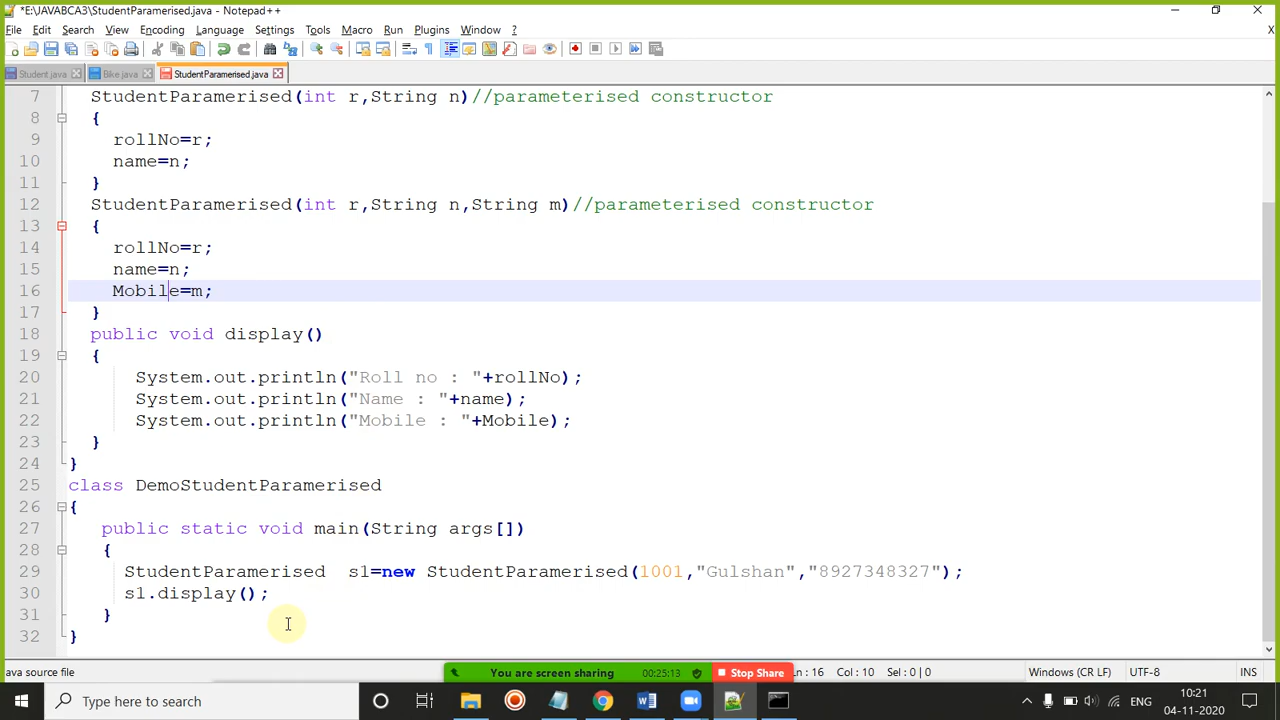 *E:\JAVABCA3\StudentParamerised.java - Notepad++
File Edit Search View Encoding Language Settings Tools Macro Run Plugins Window ? X
Student.java Bike.java StudentParamerised.java
7 StudentParamerised(int r,String n)//parameterised constructor
8 {
9 rollNo=r;
10 name=n;
11 }
12 StudentParamerised(int r,String n,String m)//parameterised constructor
13 {
14 rollNo=r;
15 name=n;
16 Mobile=m;
17 }
18 public void display()
19 {
20 System.out.println("Roll no : "+rollNo);
21 System.out.println("Name : "+name);
22 System.out.println("Mobile : "+Mobile);
23 }
24 }
25 class DemoStudentParamerised
26 {
27 public static void main(String args[])
28 {
29 StudentParamerised s1=new StudentParamerised(1001,"Gulshan","8927348327");
30 s1.display();
31 }
32 }
ava source file You are screen sharing 00:25:13 Stop Share Ln : 16 Col : 10 Sel : 0 | 0 Windows (CR LF) UTF-8 INS
Type here to search ENG 10:21
04-11-2020